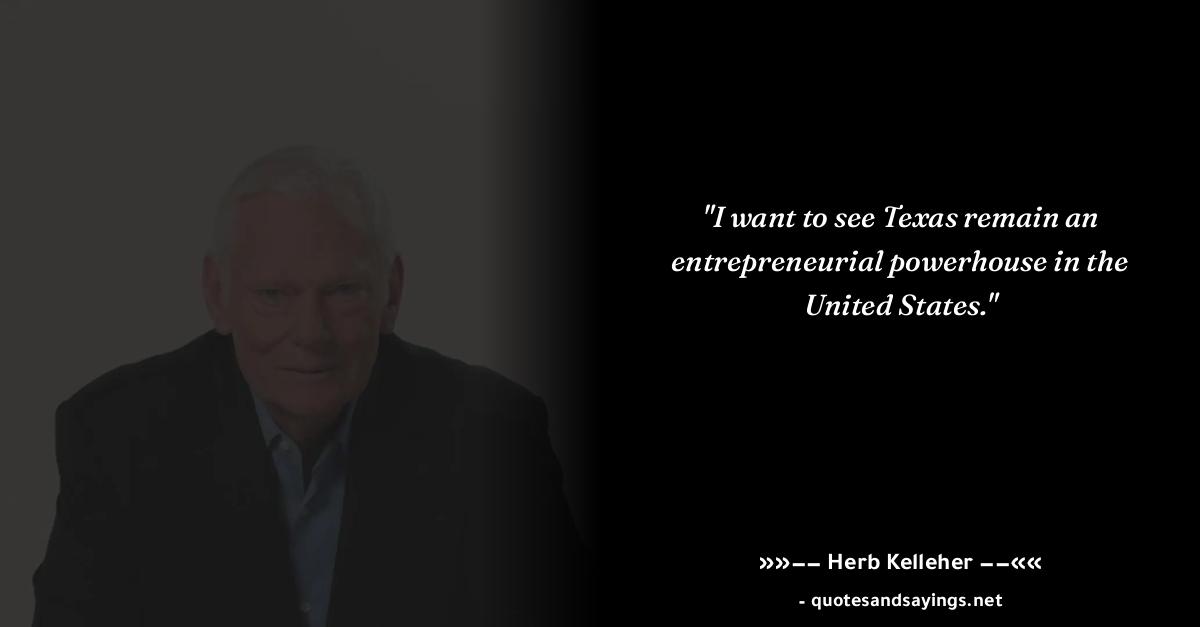 "I want to see Texas remain an
entrepreneurial powerhouse in the
United States."
»»−− Herb Kelleher −−««
- quotesandsayings.net